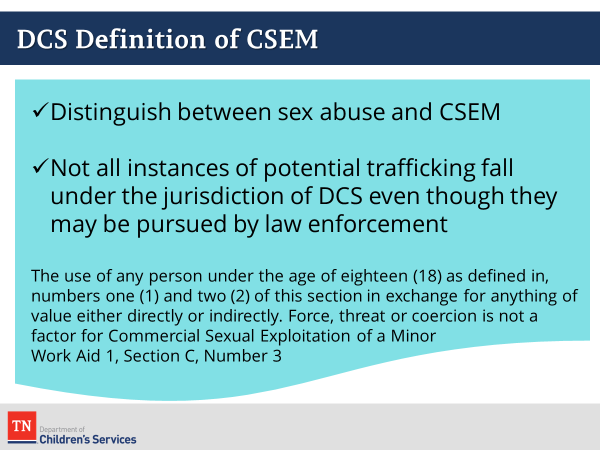 DCS Definition of CSEM
✓Distinguish between sex abuse and CSEM
✓Not all instances of potential trafficking fall
under the jurisdiction of DCS even though they
may be pursued by law enforcement
The use of any person under the age of eighteen (18) as defined in,
numbers one (1) and two (2) of this section in exchange for anything of
value either directly or indirectly. Force, threat or coercion is not a
factor for Commercial Sexual Exploitation of a Minor
Work Aid 1, Section C, Number 3
TN
Department of
Children's Services